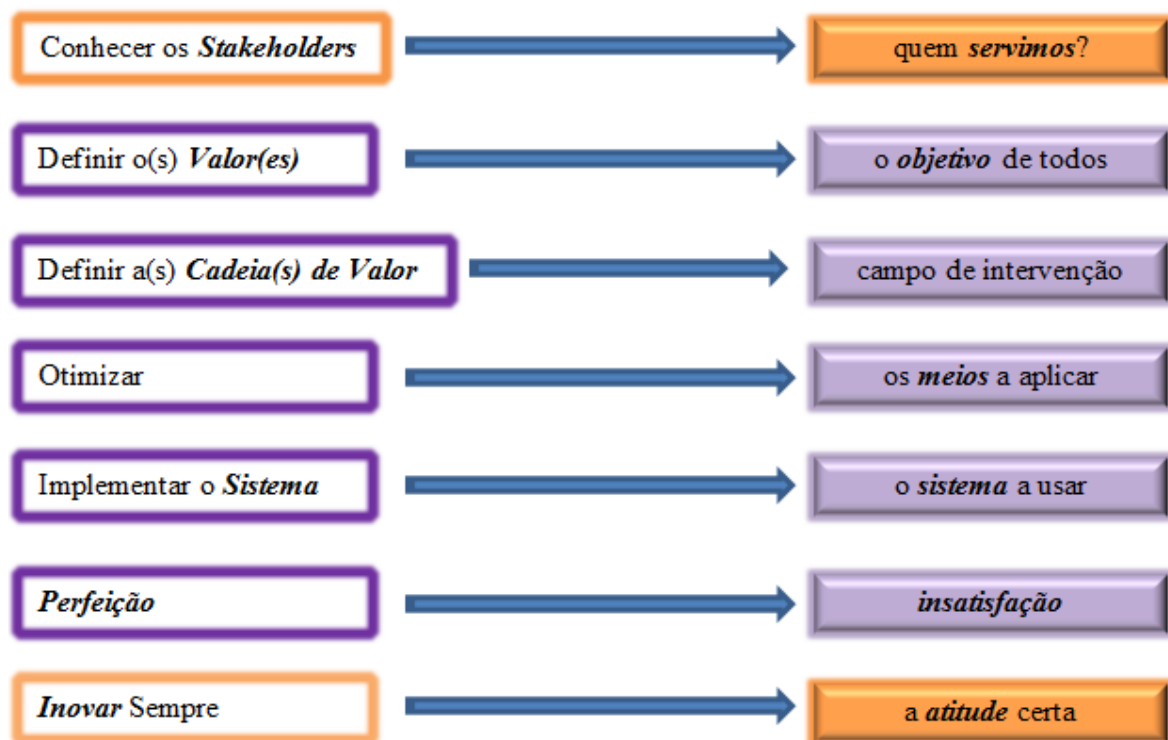 Conhecer os Stakeholders
quem servimos?
Definir o(s) Valor(es)
o objetivo de todos
Definir a(s) Cadeia(s) de Valor
campo de intervenção
Otimizar
os meios a aplicar
Implementar o Sistema
o sistema a usar
Perfeição
insatisfação
Inovar Sempre
a atitude certa